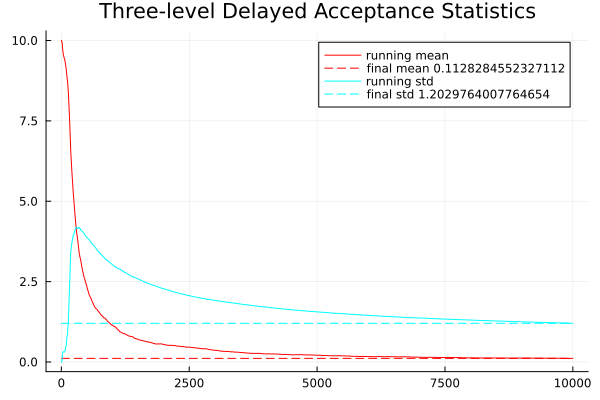 Three-level Delayed Acceptance Statistics
10.0
running mean
final mean 0.1128284552327112
running std
final std 1.2029764007764654
7.5
5.0
2.5
0.0
0 2500 5000 7500 10000